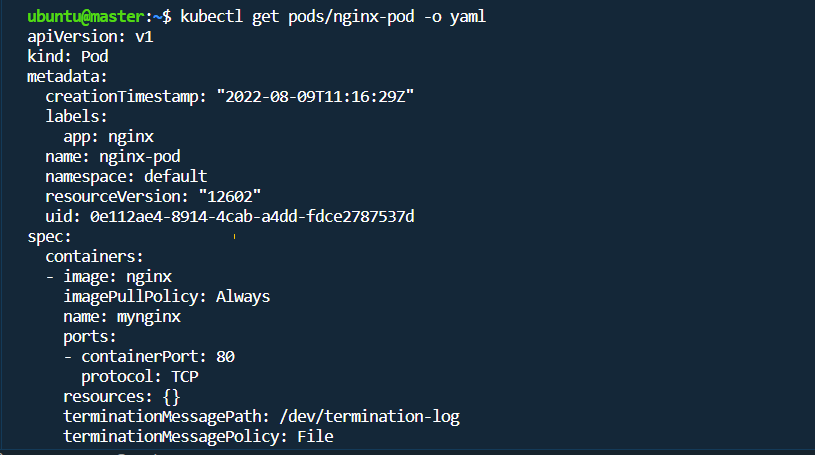 ubuntu@master:~$ kubectl get pods/nginx-pod -o yaml
apiVersion: v1
kind: Pod
metadata:
  creationTimestamp: "2022-08-09T11:16:29Z"
  labels:
    app: nginx
  name: nginx-pod
  namespace: default
  resourceVersion: "12602"
  uid: 0e112ae4-8914-4cab-a4dd-fdce2787537d
spec:
  containers:
  - image: nginx
    imagePullPolicy: Always
    name: mynginx
    ports:
    - containerPort: 80
      protocol: TCP
    resources: {}
    terminationMessagePath: /dev/termination-log
    terminationMessagePolicy: File